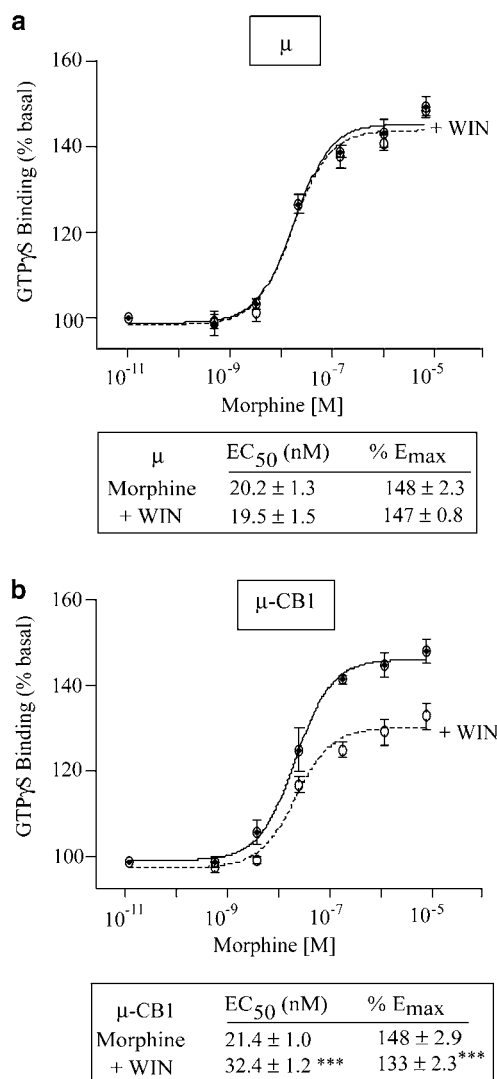 a
μ
160
140
120
100
GTPγS Binding (% basal)
+ WIN
10⁻¹¹ 10⁻⁹ 10⁻⁷ 10⁻⁵
Morphine [M]
μ EC₅₀ (nM) % Eₘₐₓ
Morphine 20.2 ± 1.3 148 ± 2.3
+ WIN 19.5 ± 1.5 147 ± 0.8
b
μ-CB1
160
140
120
100
GTPγS Binding (% basal)
+ WIN
10⁻¹¹ 10⁻⁹ 10⁻⁷ 10⁻⁵
Morphine [M]
μ-CB1 EC₅₀ (nM) % Eₘₐₓ
Morphine 21.4 ± 1.0 148 ± 2.9
+ WIN 32.4 ± 1.2 *** 133 ± 2.3***